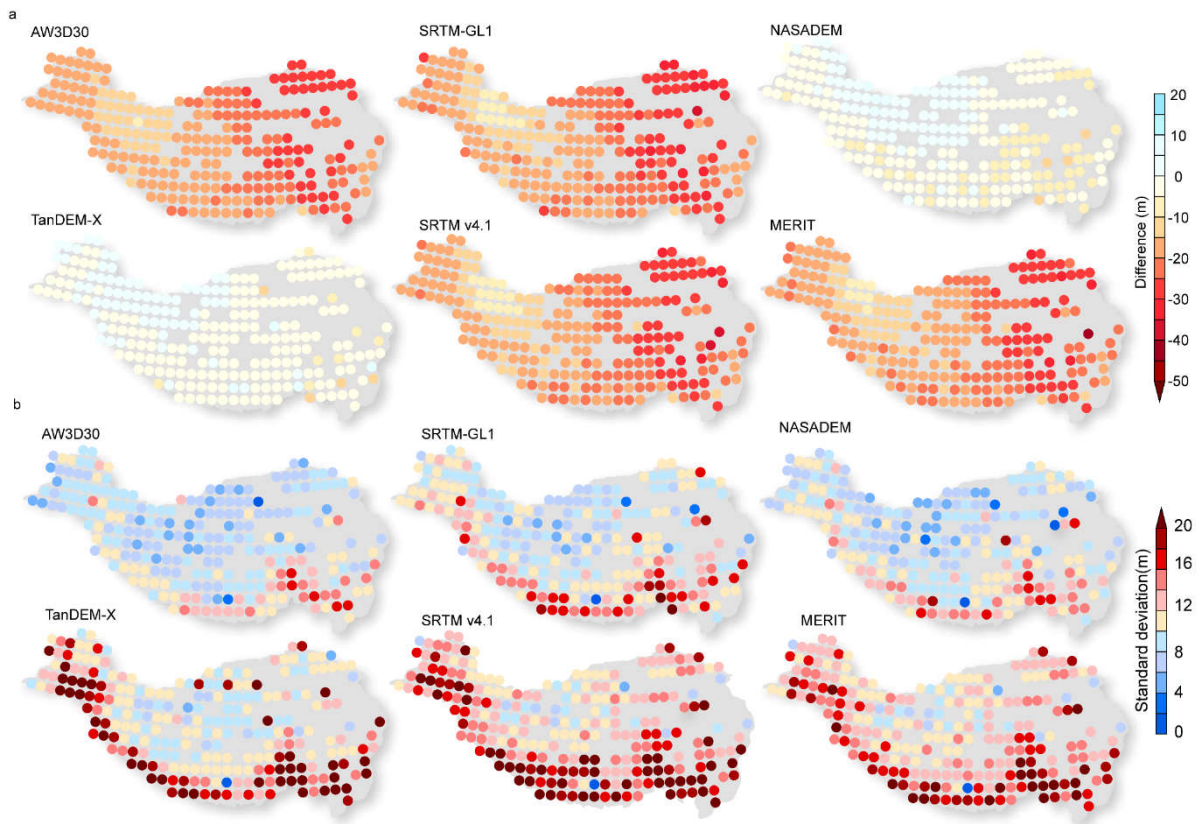 a
AW3D30
SRTM-GL1
NASADEM
TanDEM-X
SRTM v4.1
MERIT
20
10
0
-10
-20
-30
-40
-50
Difference (m)
b
AW3D30
SRTM-GL1
NASADEM
TanDEM-X
SRTM v4.1
MERIT
20
16
12
8
4
0
Standard deviation(m)